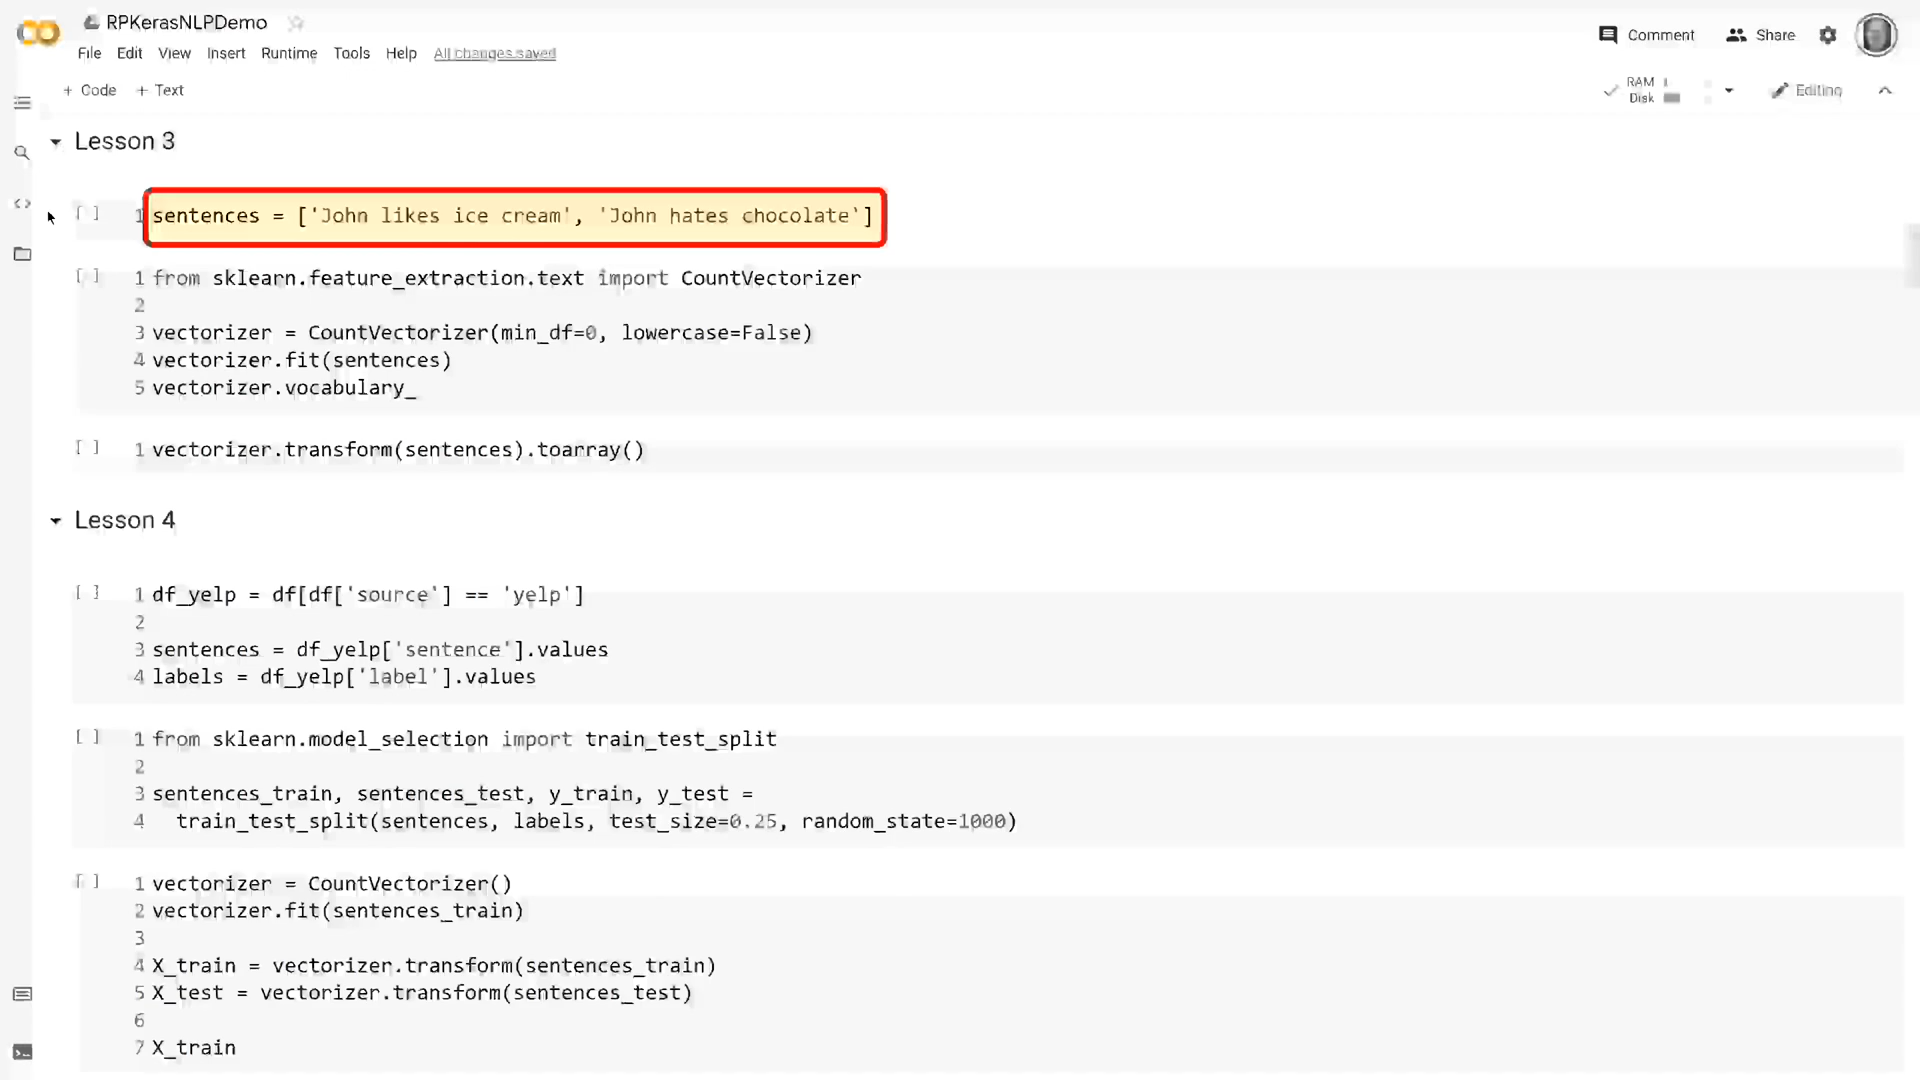 RPKerasNLPDemo
File Edit View Insert Runtime Tools Help All changes saved
Comment Share
+ Code + Text
RAM
Disk
Editing
Lesson 3
[ ] 1 sentences = ['John likes ice cream', 'John hates chocolate']
[ ] 1 from sklearn.feature_extraction.text import CountVectorizer
2
3 vectorizer = CountVectorizer(min_df=0, lowercase=False)
4 vectorizer.fit(sentences)
5 vectorizer.vocabulary_
[ ] 1 vectorizer.transform(sentences).toarray()
Lesson 4
[ ] 1 df_yelp = df[df['source'] == 'yelp']
2
3 sentences = df_yelp['sentence'].values
4 labels = df_yelp['label'].values
[ ] 1 from sklearn.model_selection import train_test_split
2
3 sentences_train, sentences_test, y_train, y_test =
4 train_test_split(sentences, labels, test_size=0.25, random_state=1000)
[ ] 1 vectorizer = CountVectorizer()
2 vectorizer.fit(sentences_train)
3
4 X_train = vectorizer.transform(sentences_train)
5 X_test = vectorizer.transform(sentences_test)
6
7 X_train